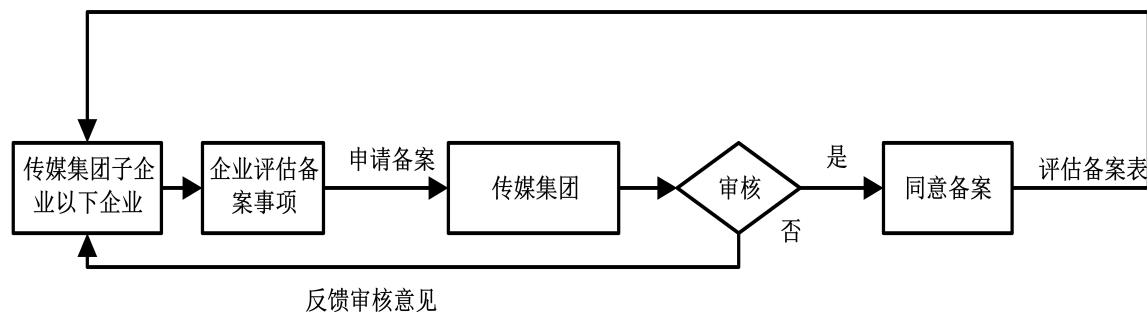 传媒集团子企
业以下企业
企业评估备
案事项
申请备案
传媒集团
审核
是
否
同意备案
评估备案表
反馈审核意见